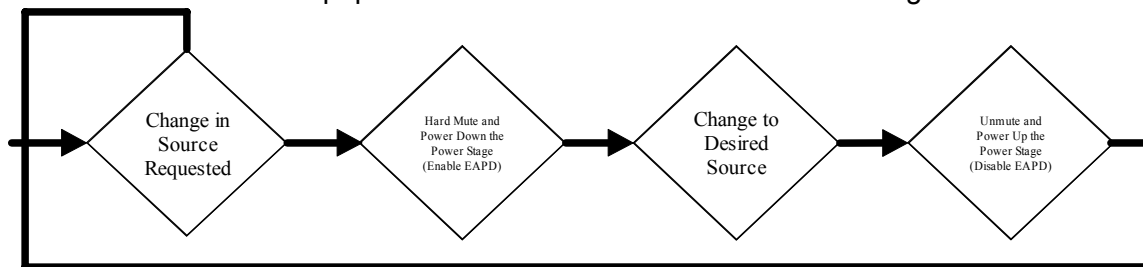 Change in
Source
Requested
Hard Mute and
Power Down the
Power Stage
(Enable EAPD)
Change to
Desired
Source
Unmute and
Power Up the
Power Stage
(Disable EAPD)